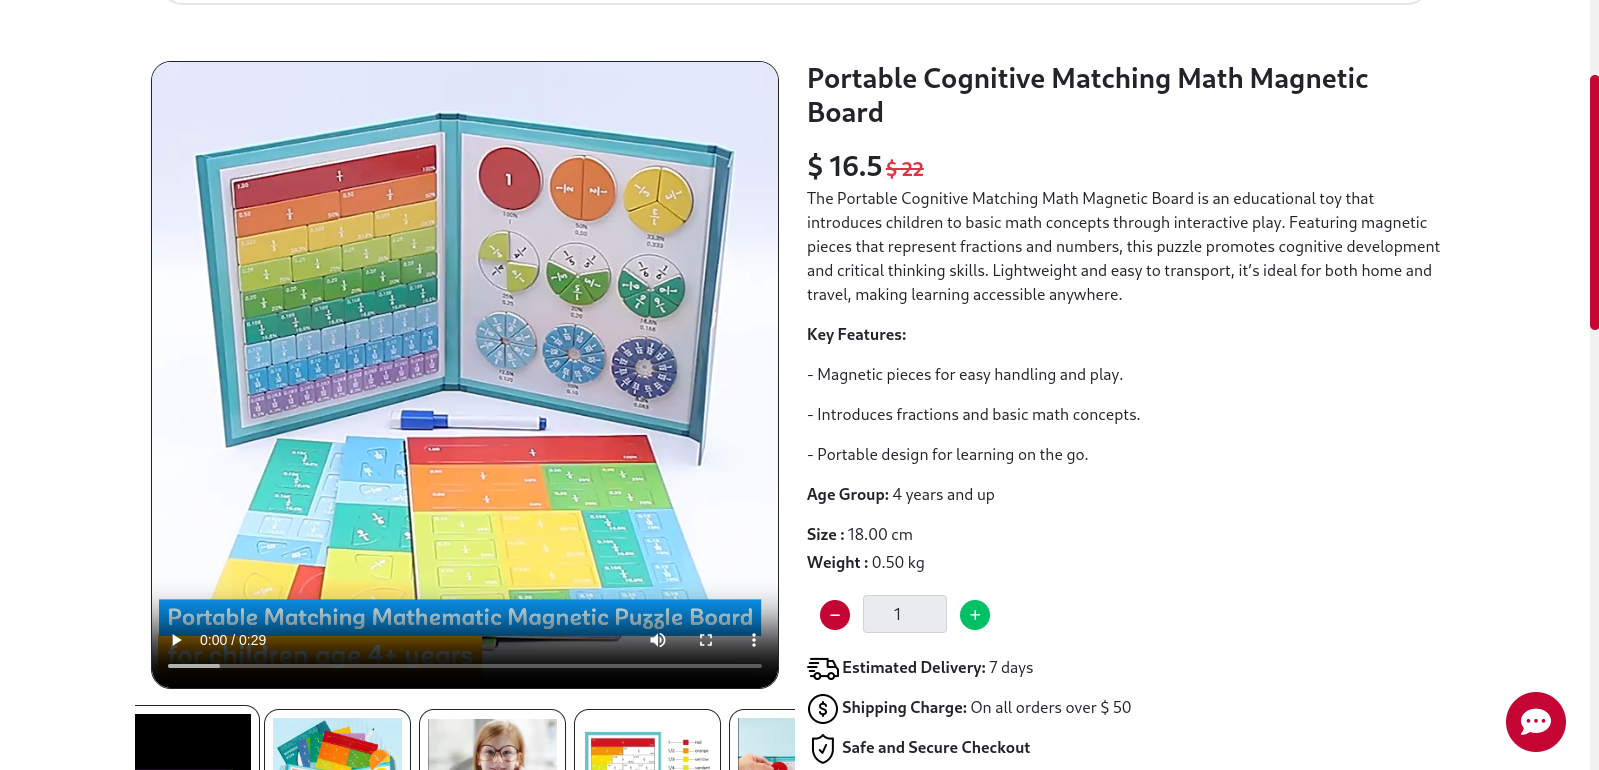 Portable Cognitive Matching Math Magnetic
Board
$ 16.5 $ 22
The Portable Cognitive Matching Math Magnetic Board is an educational toy that
introduces children to basic math concepts through interactive play. Featuring magnetic
pieces that represent fractions and numbers, this puzzle promotes cognitive development
and critical thinking skills. Lightweight and easy to transport, it’s ideal for both home and
travel, making learning accessible anywhere.
Key Features:
- Magnetic pieces for easy handling and play.
- Introduces fractions and basic math concepts.
- Portable design for learning on the go.
Age Group: 4 years and up
Size : 18.00 cm
Weight : 0.50 kg
− 1 +
Estimated Delivery: 7 days
Shipping Charge: On all orders over $ 50
Safe and Secure Checkout
Portable Matching Mathematic Magnetic Puzzle Board
for children age 4+ years
0:00 / 0:29